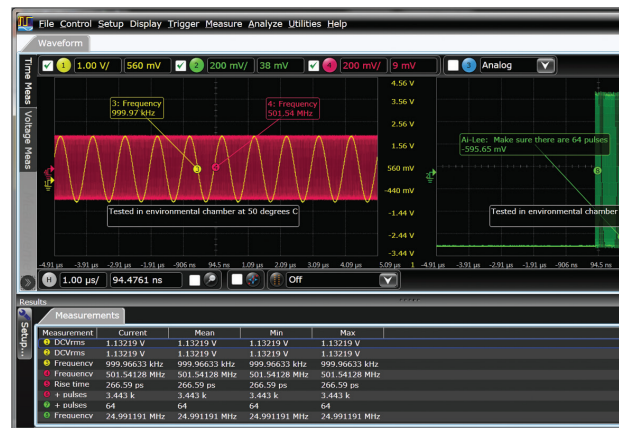 File Control Setup Display Trigger Measure Analyze Utilities Help
Waveform
Time Meas
Voltage Meas
1 1.00 V/ 560 mV 2 200 mV/ 38 mV 4 200 mV/ 9 mV 3 Analog
4.56 V
3.56 V
2.56 V
1.56 V
560 mV
-440 mV
-1.44 V
-2.44 V
-3.44 V
3: Frequency
999.97 kHz
4: Frequency
501.54 MHz
3
Tested in environmental chamber at 50 degrees C
Ai-Lee: Make sure there are 64 pulses
-595.65 mV
8
Tested in environmental chamber
-4.91 µs -3.91 µs -2.91 µs -1.91 µs -906 ns 94.5 ns 1.09 µs 2.09 µs 3.09 µs 4.09 µs 5.09 µs 1 -4.91 µs -3.91 µs -2.91 µs -1.91 µs -906 ns 94.5 ns
H 1.00 µs/ 94.4761 ns Off
Results
Measurements
Setup...
Measurement Current Mean Min Max
DCVrms 1.13219 V 1.13219 V 1.13219 V 1.13219 V
DCVrms 1.13219 V 1.13219 V 1.13219 V 1.13219 V
Frequency 999.96633 kHz 999.96633 kHz 999.96633 kHz 999.96633 kHz
Frequency 501.54128 MHz 501.54128 MHz 501.54128 MHz 501.54128 MHz
Rise time 266.59 ps 266.59 ps 266.59 ps 266.59 ps
+ pulses 3.443 k 3.443 k 3.443 k 3.443 k
+ pulses 64 64 64 64
Frequency 24.991191 MHz 24.991191 MHz 24.991191 MHz 24.991191 MHz